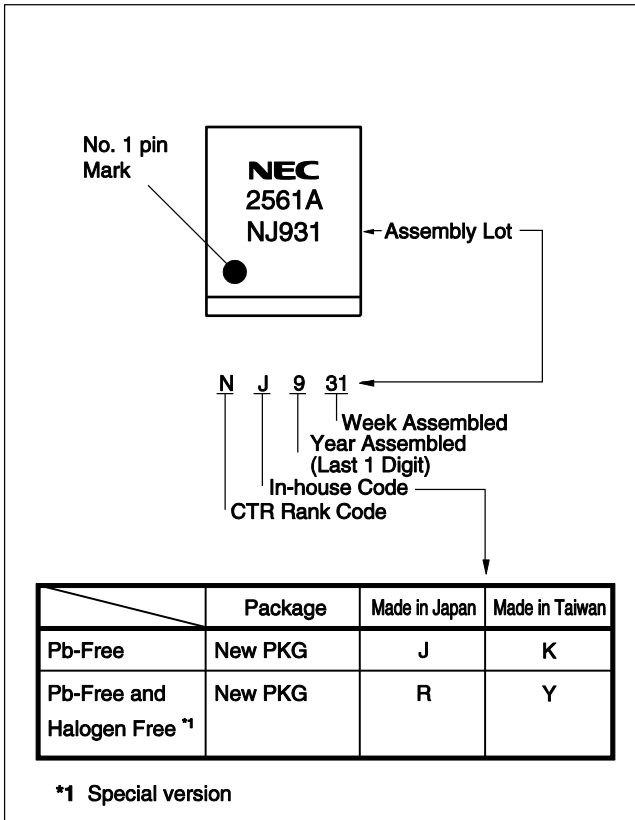 No. 1 pin
Mark
NEC
2561A
NJ931
Assembly Lot
N J 9 31
Week Assembled
Year Assembled
(Last 1 Digit)
In-house Code
CTR Rank Code
Package Made in Japan Made in Taiwan
Pb-Free New PKG J K
Pb-Free and New PKG R Y
Halogen Free *1
*1 Special version